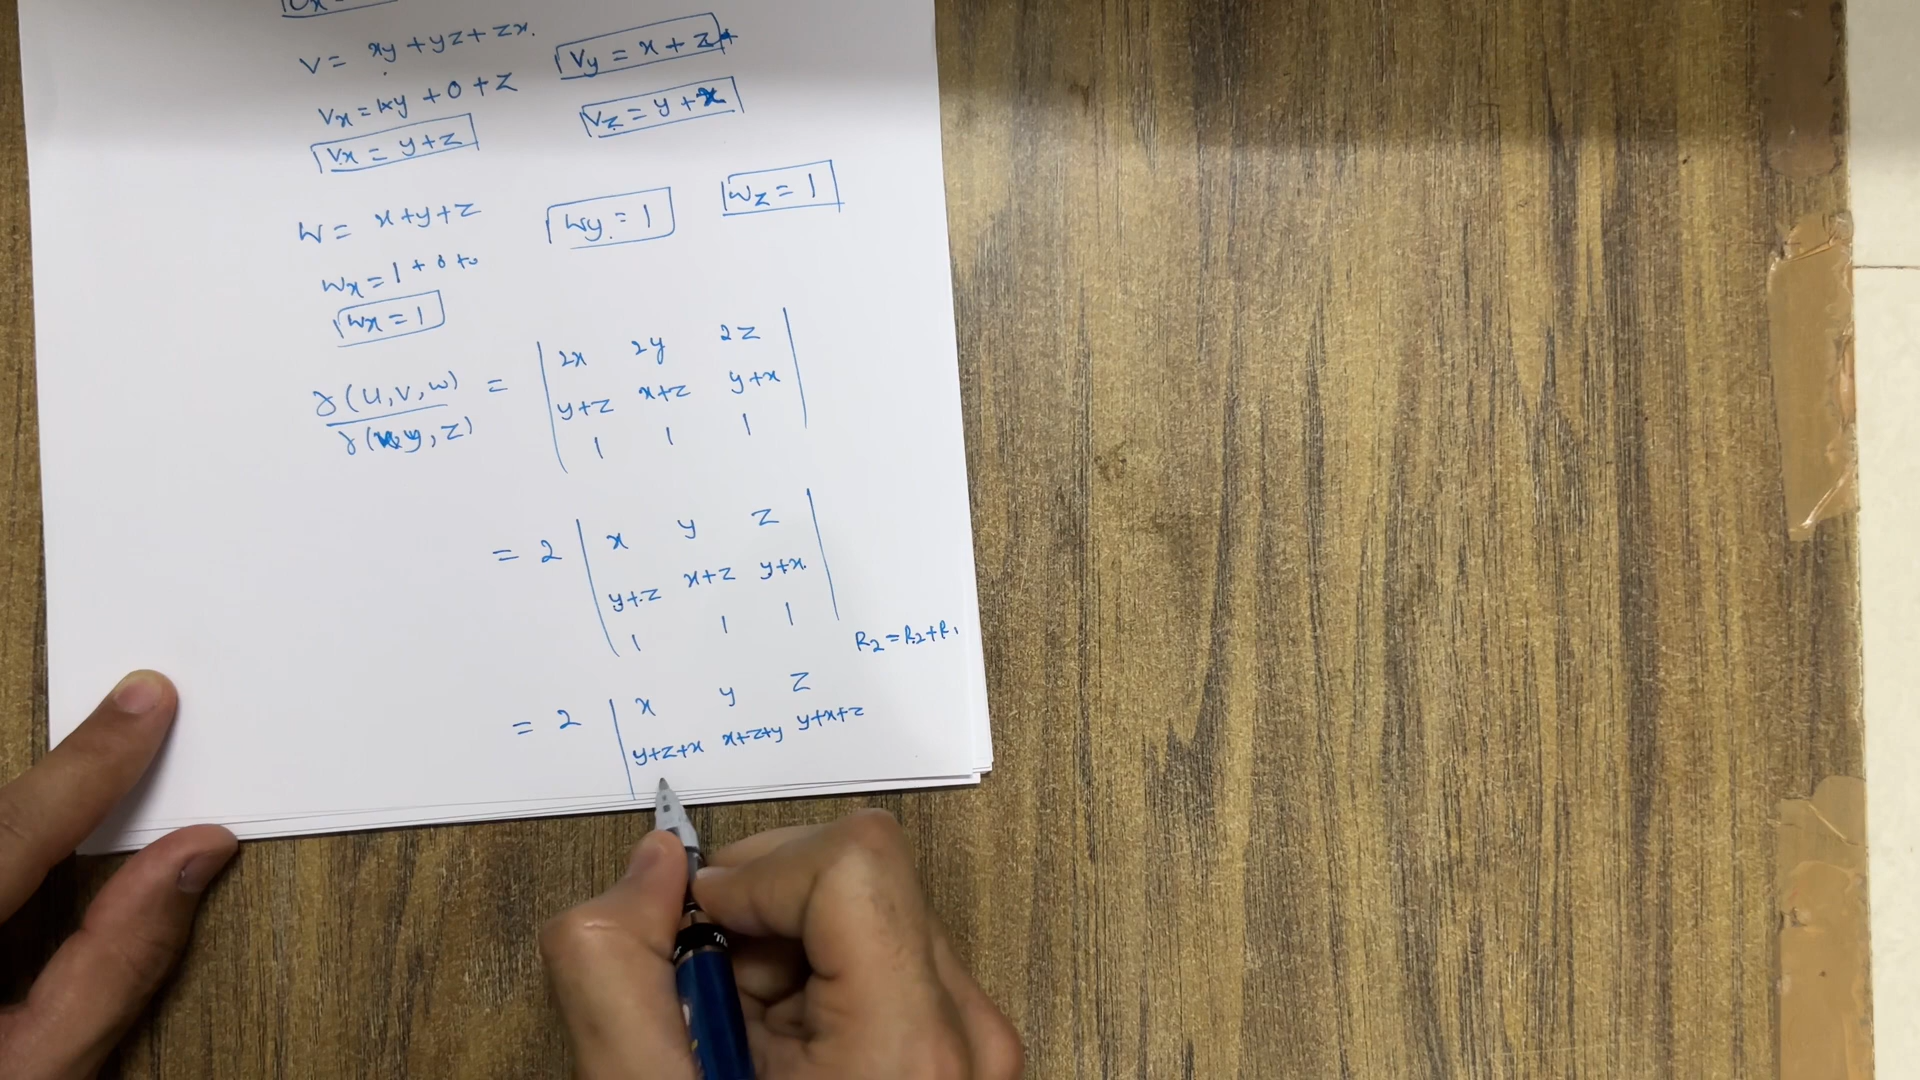 V = xy + yz + zx.
Vy = x + z
Vx = 1xy + 0 + z
Vz = y + x
Vx = y + z
W = x + y + z
Wy = 1
Wz = 1
Wx = 1 + 0 + 0
Wx = 1
∂(u, v, w) / ∂(x, y, z) = | 2x 2y 2z |
y+z x+z y+x
1 1 1
= 2 | x y z |
y+z x+z y+x.
1 1 1
R2 = R2 + R1
= 2 | x y z
y+z+x x+z+y y+x+z